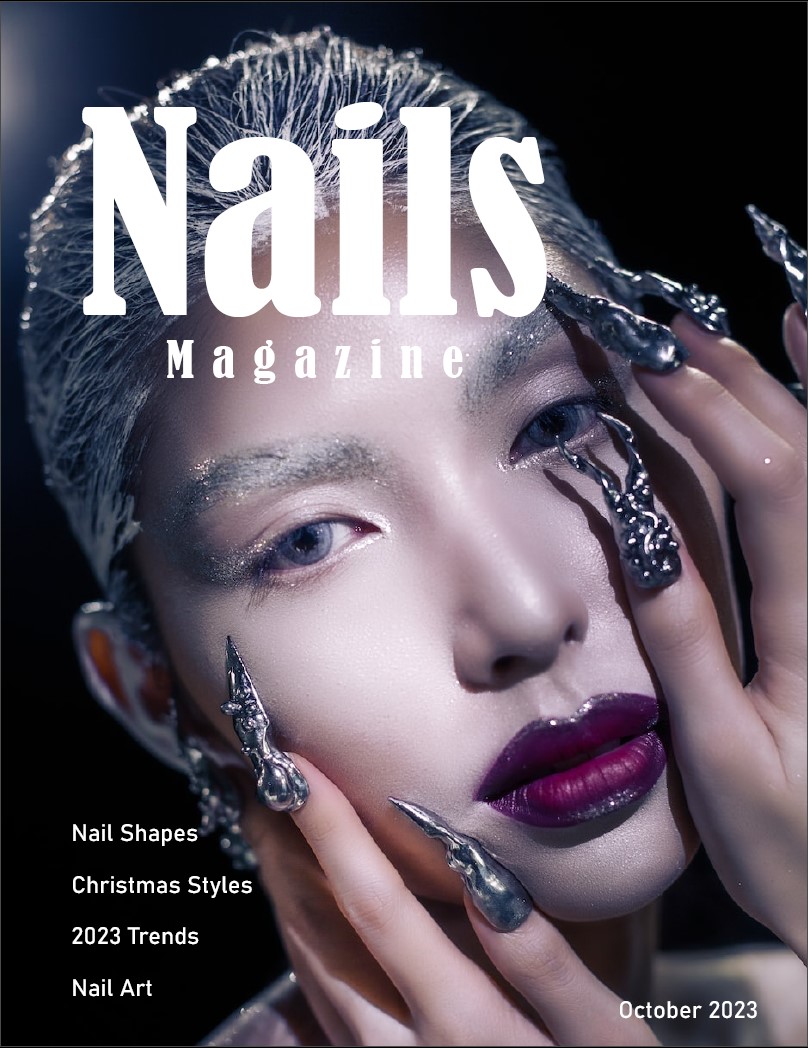 Nails
Magazine
Nail Shapes
Christmas Styles
2023 Trends
Nail Art
October 2023